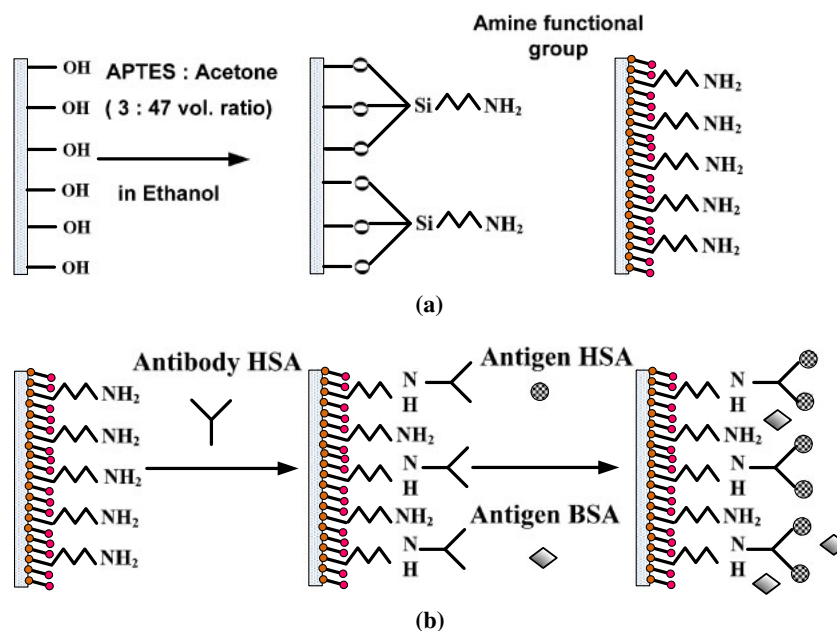 OH
OH
OH
OH
OH
OH
APTES : Acetone
( 3 : 47 vol. ratio)
in Ethanol
O
O
O
O
O
O
Si
NH₂
Si
NH₂
Amine functional
group
NH₂
NH₂
NH₂
NH₂
NH₂
(a)
NH₂
NH₂
NH₂
NH₂
NH₂
Antibody HSA
N
H
NH₂
N
H
NH₂
N
H
Antigen HSA
Antigen BSA
N
H
NH₂
N
H
NH₂
N
H
(b)